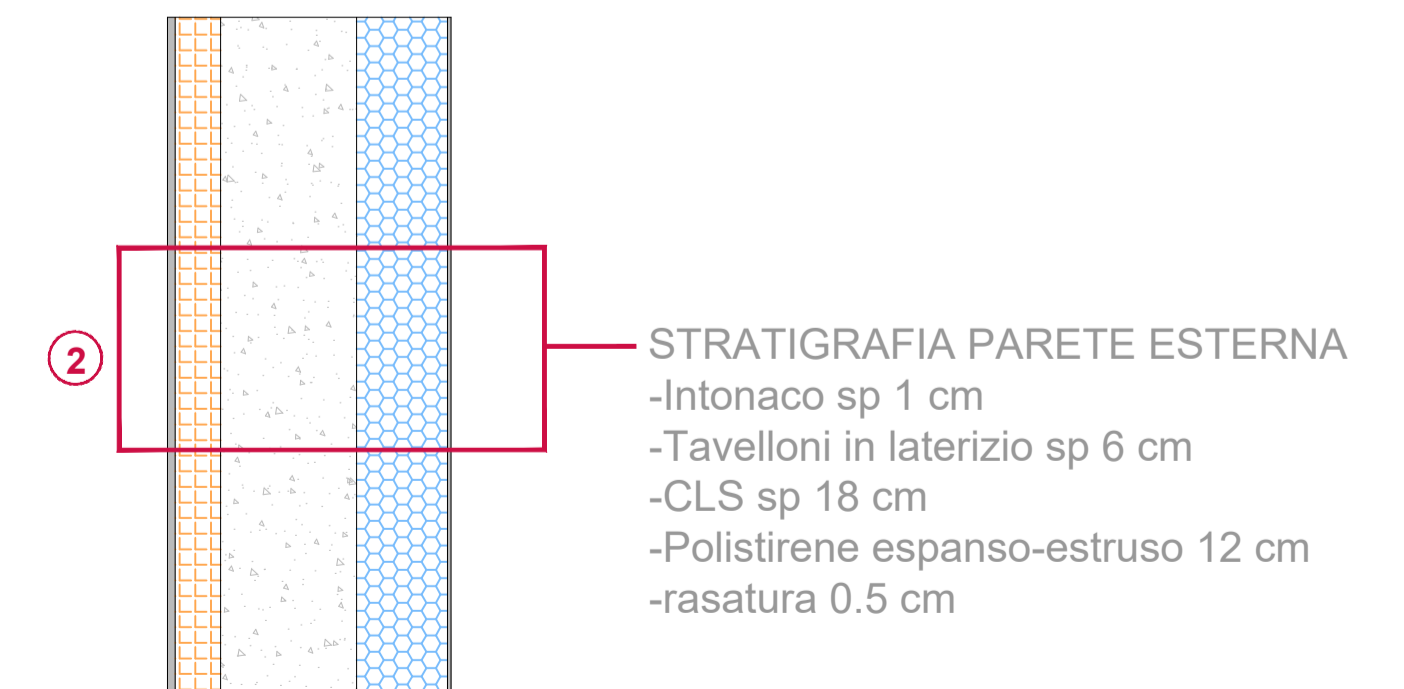 2
STRATIGRAFIA PARETE ESTERNA
-Intonaco sp 1 cm
-Tavelloni in laterizio sp 6 cm
-CLS sp 18 cm
-Polistirene espanso-estruso 12 cm
-rasatura 0.5 cm